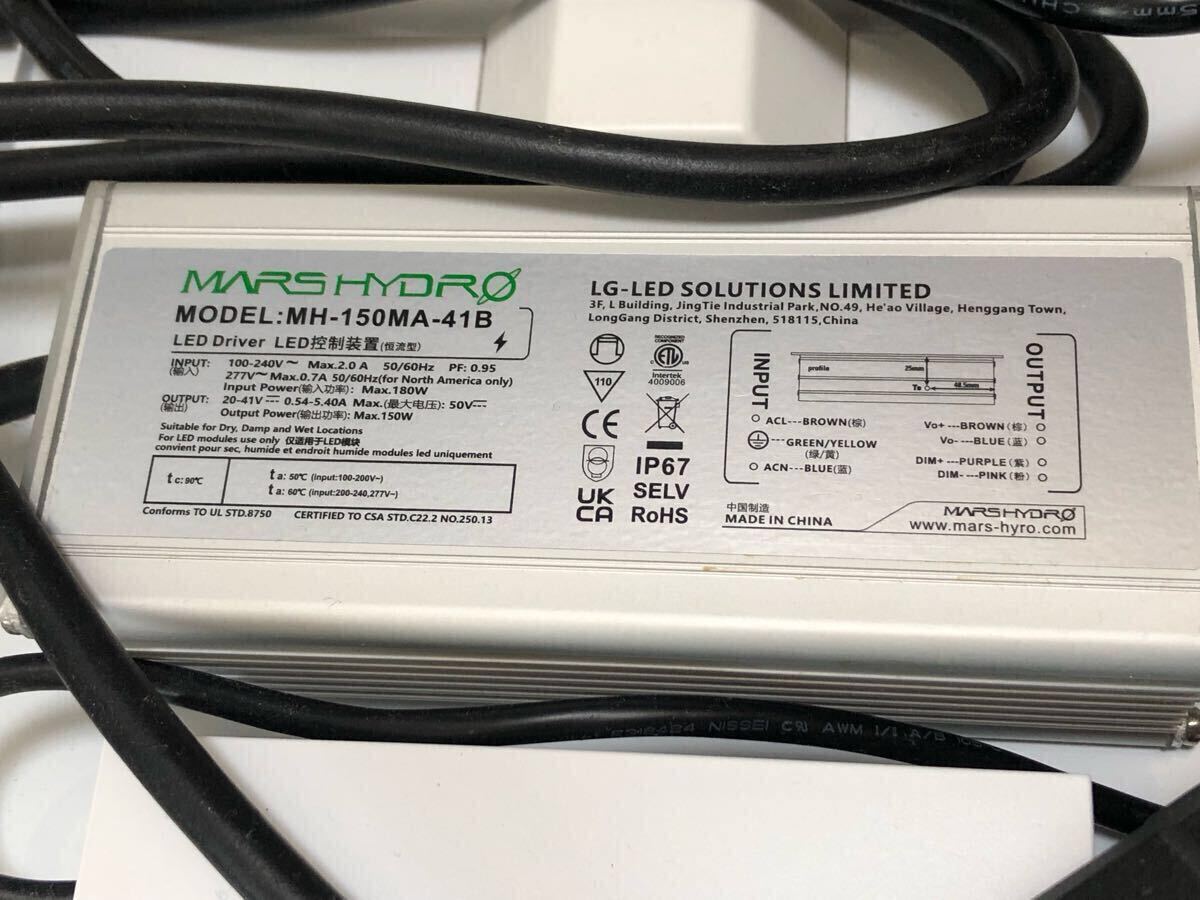 5mm
MARS HYDRO
MODEL:MH-150MA-41B
LED Driver LED控制装置(恒流型)
INPUT: 100-240V～ Max.2.0 A 50/60Hz PF: 0.95
(输入) 277V～ Max.0.7A 50/60Hz(for North America only)
Input Power(输入功率): Max.180W
OUTPUT: 20-41V⎓ 0.54-5.40A Max.(最大电压): 50V⎓
(输出) Output Power(输出功率): Max.150W
Suitable for Dry, Damp and Wet Locations
For LED modules use only 仅适用于LED模块
convient pour sec, humide et endroit humide modules led uniquement
tc:90℃
ta: 50℃ (input:100-200V~)
ta: 60℃ (input:200-240,277V~)
Conforms TO UL STD.8750 CERTIFIED TO CSA STD.C22.2 NO.250.13
LG-LED SOLUTIONS LIMITED
3F, L Building, JingTie Industrial Park,NO.49, He'ao Village, Henggang Town,
LongGang District, Shenzhen, 518115,China
RECOGNIZED
COMPONENT
ETL
c us
Intertek
4009006
110
CE
UK
CA
IP67
SELV
RoHS
INPUT
profile
25mm
Tc
48.5mm
OUTPUT
ACL---BROWN(棕)
---GREEN/YELLOW
(绿/黄)
ACN---BLUE(蓝)
Vo+ ---BROWN(棕)
Vo- ---BLUE(蓝)
DIM+ ---PURPLE(紫)
DIM- ---PINK(粉)
中国制造
MADE IN CHINA
MARS HYDRO
www.mars-hyro.com
NISSEI AWM I/II A/B